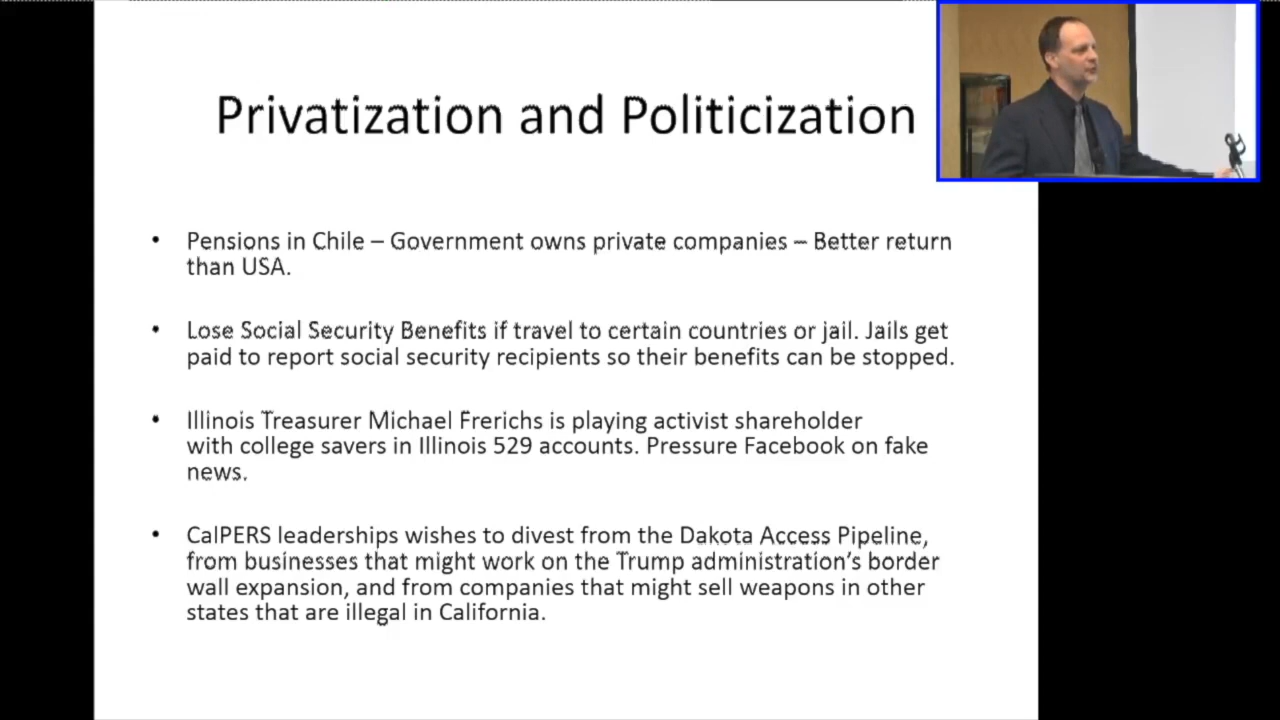 Privatization and Politicization
• Pensions in Chile – Government owns private companies – Better return
than USA.
• Lose Social Security Benefits if travel to certain countries or jail. Jails get
paid to report social security recipients so their benefits can be stopped.
• Illinois Treasurer Michael Frerichs is playing activist shareholder
with college savers in Illinois 529 accounts. Pressure Facebook on fake
news.
• CalPERS leaderships wishes to divest from the Dakota Access Pipeline,
from businesses that might work on the Trump administration’s border
wall expansion, and from companies that might sell weapons in other
states that are illegal in California.